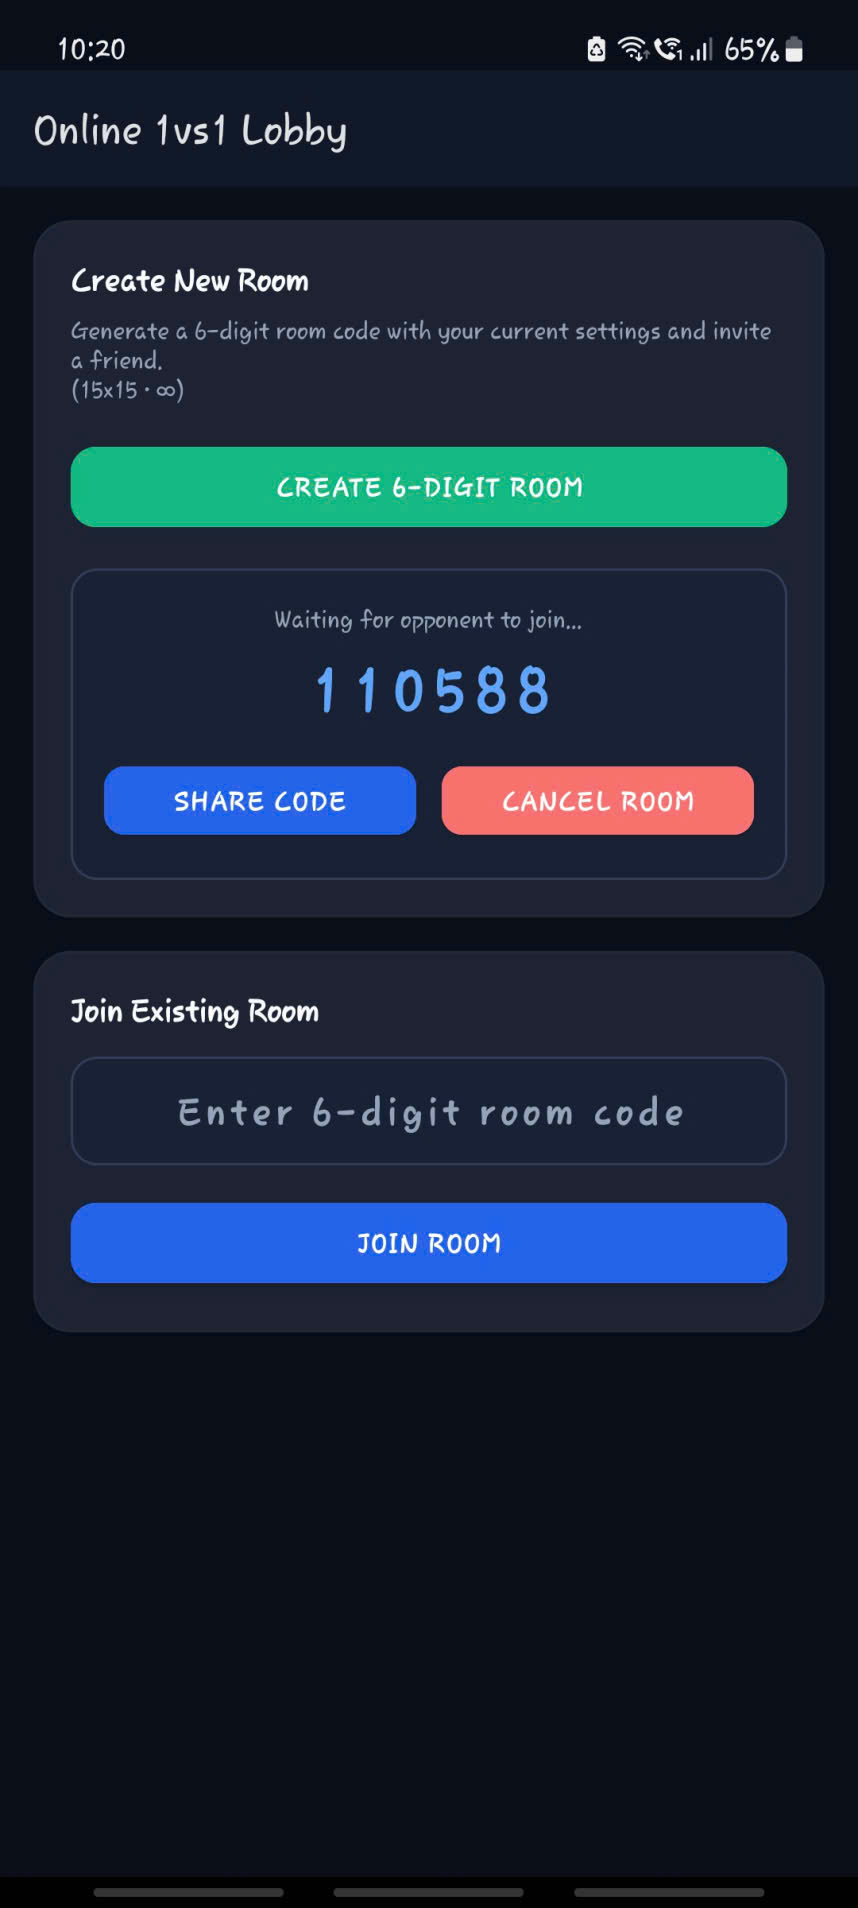 10:20
65%
Online 1vs1 Lobby
Create New Room
Generate a 6-digit room code with your current settings and invite
a friend.
(15x15 · ∞)
CREATE 6-DIGIT ROOM
Waiting for opponent to join...
110588
SHARE CODE
CANCEL ROOM
Join Existing Room
Enter 6-digit room code
JOIN ROOM